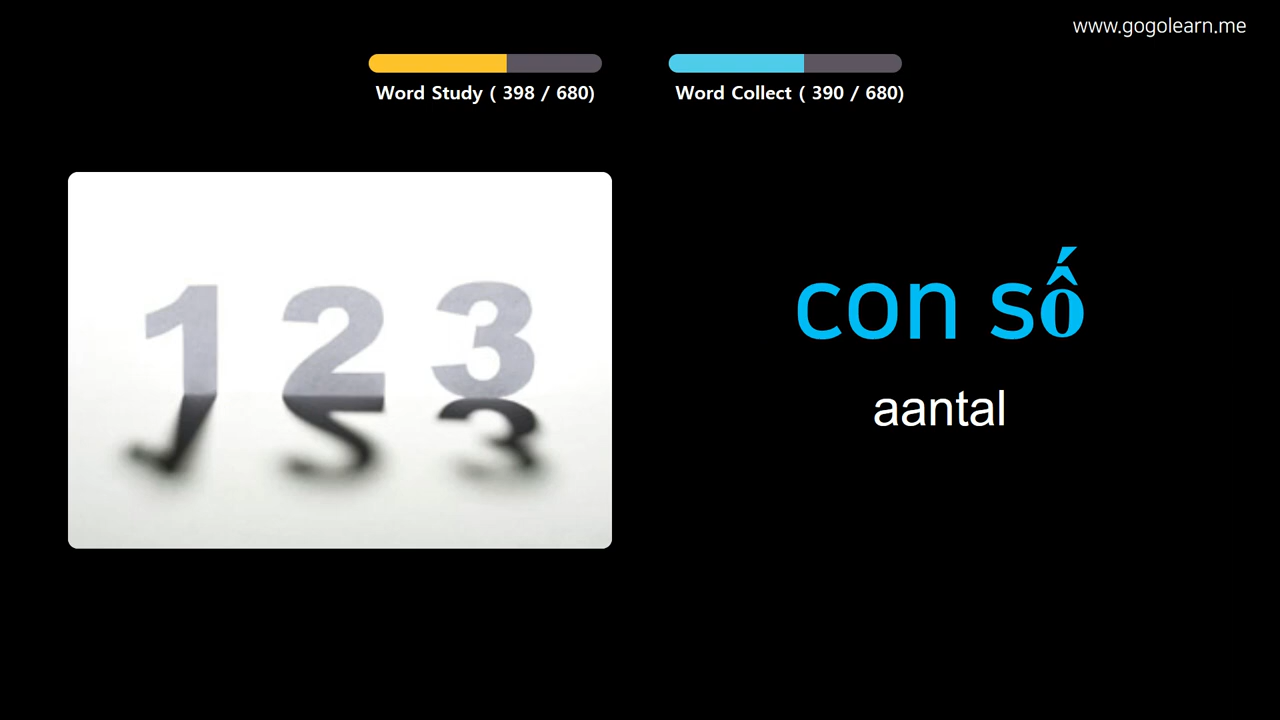 www.gogolearn.me
Word Study ( 398 / 680)
Word Collect ( 390 / 680)
1 2 3
con số
aantal